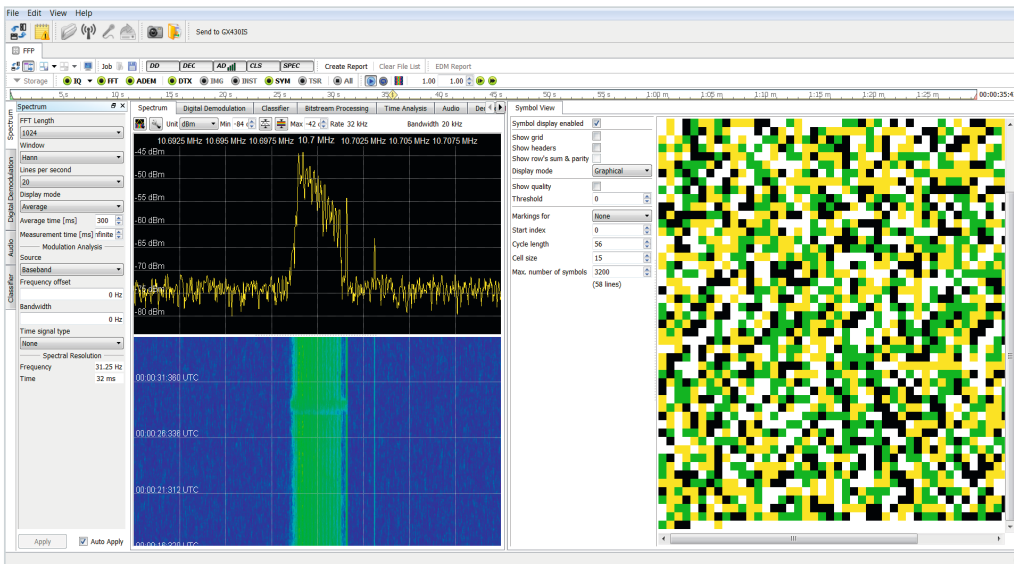 File Edit View Help
Send to GX430IS
FFP
Job DD DEC AD CLS SPEC Create Report Clear File List EDM Report
Storage IQ FFT ADEM DTX IMG INST SYM TSR All 1.00 1.00
5 s 10 s 15 s 20 s 25 s 30 s 35 s 40 s 45 s 50 s 55 s 1:00 m 1:05 m 1:10 m 1:15 m 1:20 m 1:25 m 00:00:35:4
Spectrum
Spectrum Digital Demodulation Classifier Bitstream Processing Time Analysis Audio Dec
Symbol View
Spectrum
Digital Demodulation
Audio
Classifier
FFT Length
1024
Window
Hann
Lines per second
20
Display mode
Average
Average time [ms] 300
Measurement time [ms] nfinite
Modulation Analysis
Source
Baseband
Frequency offset
0 Hz
Bandwidth
0 Hz
Time signal type
None
Spectral Resolution
Frequency 31.25 Hz
Time 32 ms
Apply Auto Apply
Unit dBm Min -84 Max -42 Rate 32 kHz Bandwidth 20 kHz
10.6925 MHz 10.695 MHz 10.6975 MHz 10.7 MHz 10.7025 MHz 10.705 MHz 10.7075 MHz
-45 dBm
-50 dBm
-55 dBm
-60 dBm
-65 dBm
-70 dBm
-80 dBm
00:00:31:360 UTC
00:00:26:336 UTC
00:00:21:312 UTC
Symbol display enabled
Show grid
Show headers
Show row's sum & parity
Display mode Graphical
Show quality
Threshold 0
Markings for None
Start index 0
Cycle length 56
Cell size 15
Max. number of symbols 3200
(58 lines)